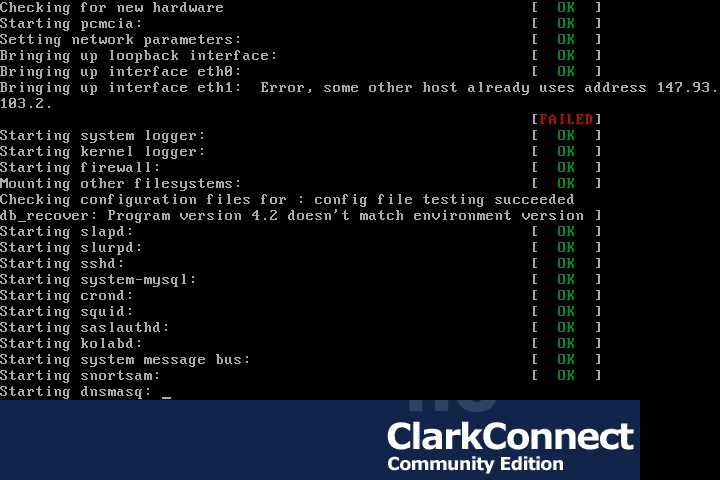 Checking for new hardware [ OK ]
Starting pcmcia: [ OK ]
Setting network parameters: [ OK ]
Bringing up loopback interface: [ OK ]
Bringing up interface eth0: [ OK ]
Bringing up interface eth1:  Error, some other host already uses address 147.93.
103.2.
[FAILED]
Starting system logger: [ OK ]
Starting kernel logger: [ OK ]
Starting firewall: [ OK ]
Mounting other filesystems: [ OK ]
Checking configuration files for : config file testing succeeded
db_recover: Program version 4.2 doesn't match environment version ]
Starting slapd: [ OK ]
Starting slurpd: [ OK ]
Starting sshd: [ OK ]
Starting system-mysql: [ OK ]
Starting crond: [ OK ]
Starting squid: [ OK ]
Starting saslauthd: [ OK ]
Starting kolabd: [ OK ]
Starting system message bus: [ OK ]
Starting snortsam: [ OK ]
Starting dnsmasq: _
ClarkConnect
Community Edition